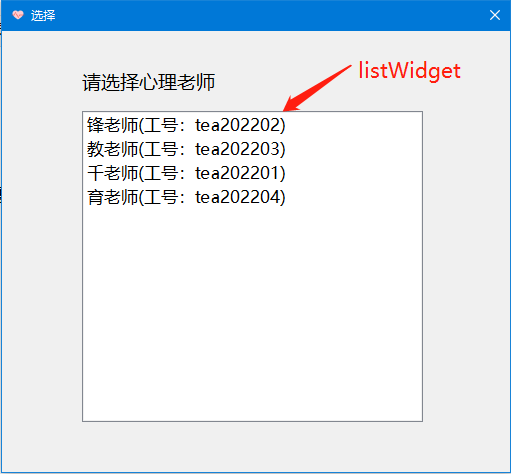 选择
listWidget
请选择心理老师
锋老师(工号：tea202202)
教老师(工号：tea202203)
千老师(工号：tea202201)
育老师(工号：tea202204)